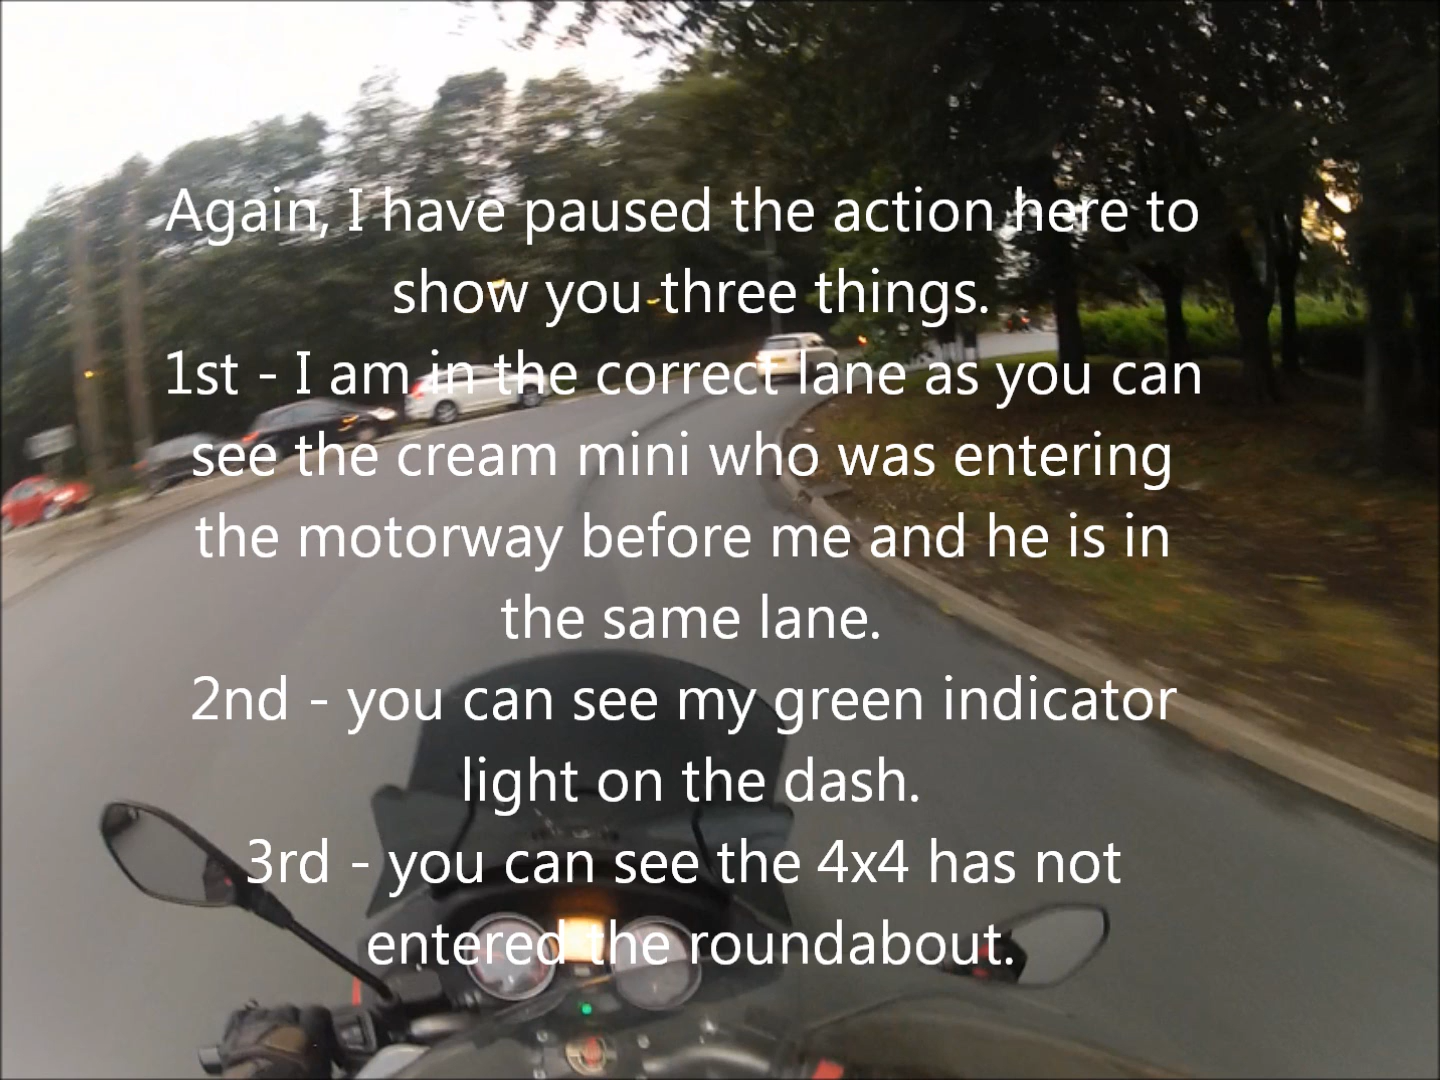 Again, I have paused the action here to
show you three things.
1st - I am in the correct lane as you can
see the cream mini who was entering
the motorway before me and he is in
the same lane.
2nd - you can see my green indicator
light on the dash.
3rd - you can see the 4x4 has not
entered the roundabout.